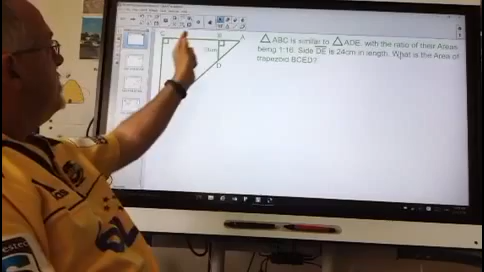 △ ABC is similar to △ ADE, with the ratio of their Areas
being 1:16. Side DE is 24cm in length. What is the Area of
trapezoid BCED?
C B A
D